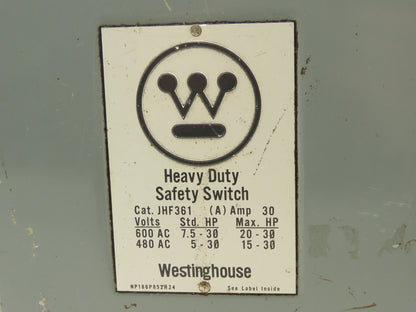 W
Heavy Duty
Safety Switch
Cat. JHF361 (A) Amp 30
Volts Std. HP Max. HP
600 AC 7.5 - 30 20 - 30
480 AC 5 - 30 15 - 30
Westinghouse
NP166P852H24 See Label Inside